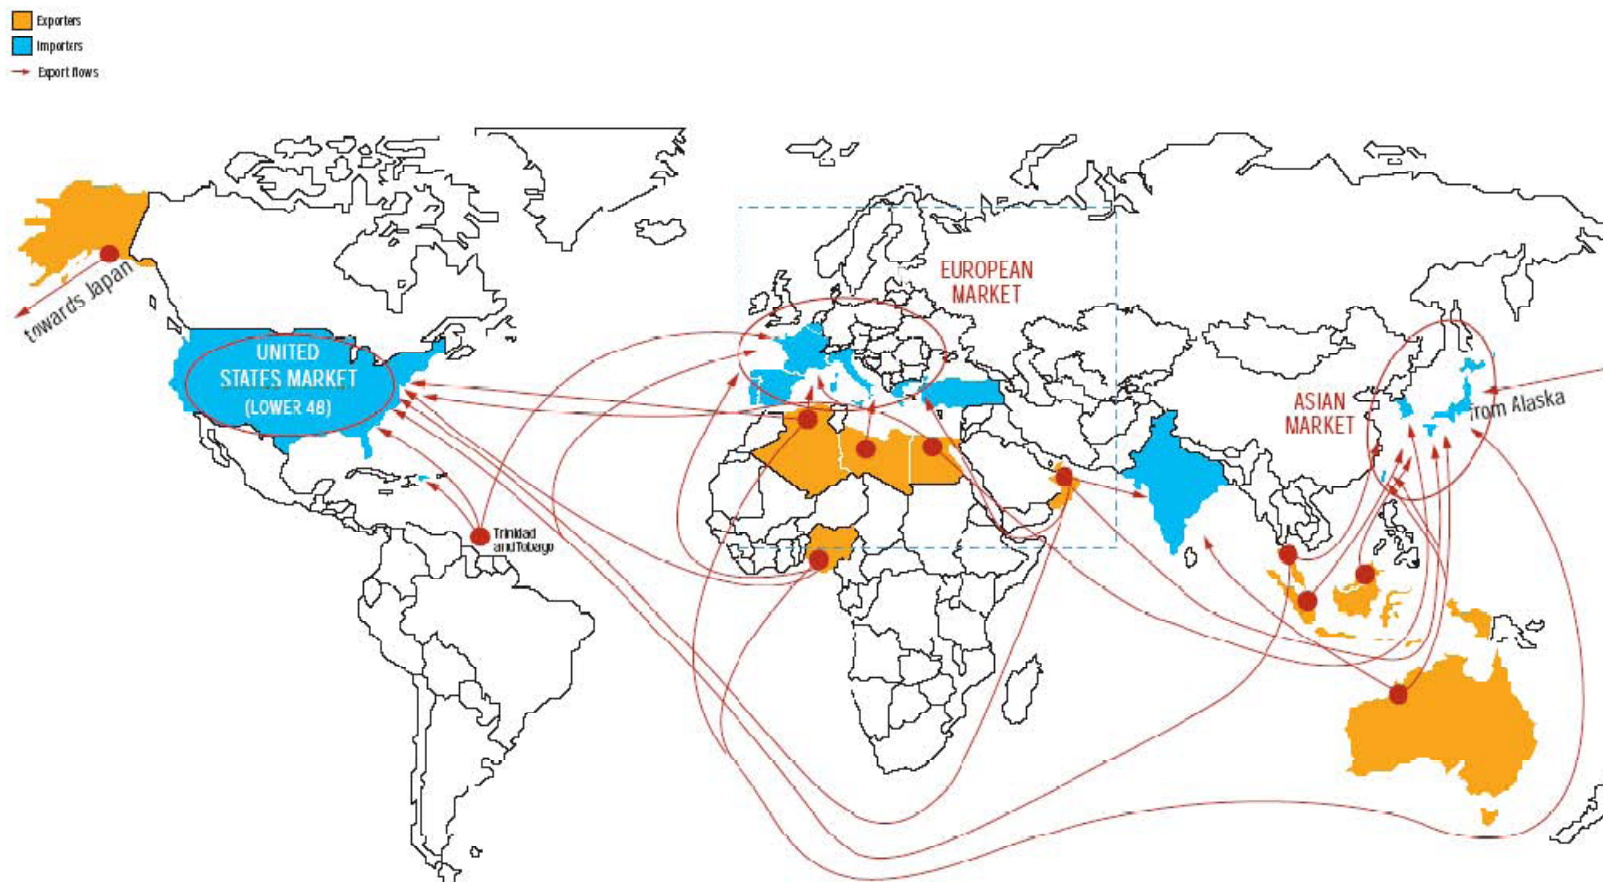 Exporters
Importers
Export flows
towards Japan
UNITED
STATES MARKET
(LOWER 48)
EUROPEAN
MARKET
ASIAN
MARKET
from Alaska
Trinidad
and Tobago